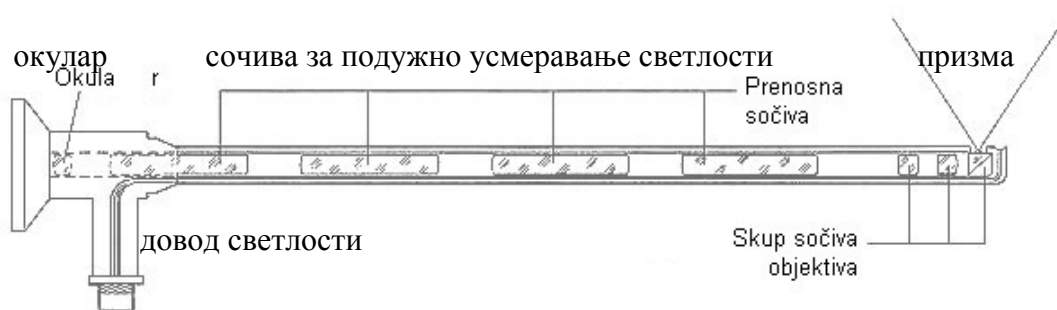 окулар сочива за подужно усмеравање светлости призма
Okula r
Prenosna
sočiva
довод светлости
Skup sočiva
objektiva